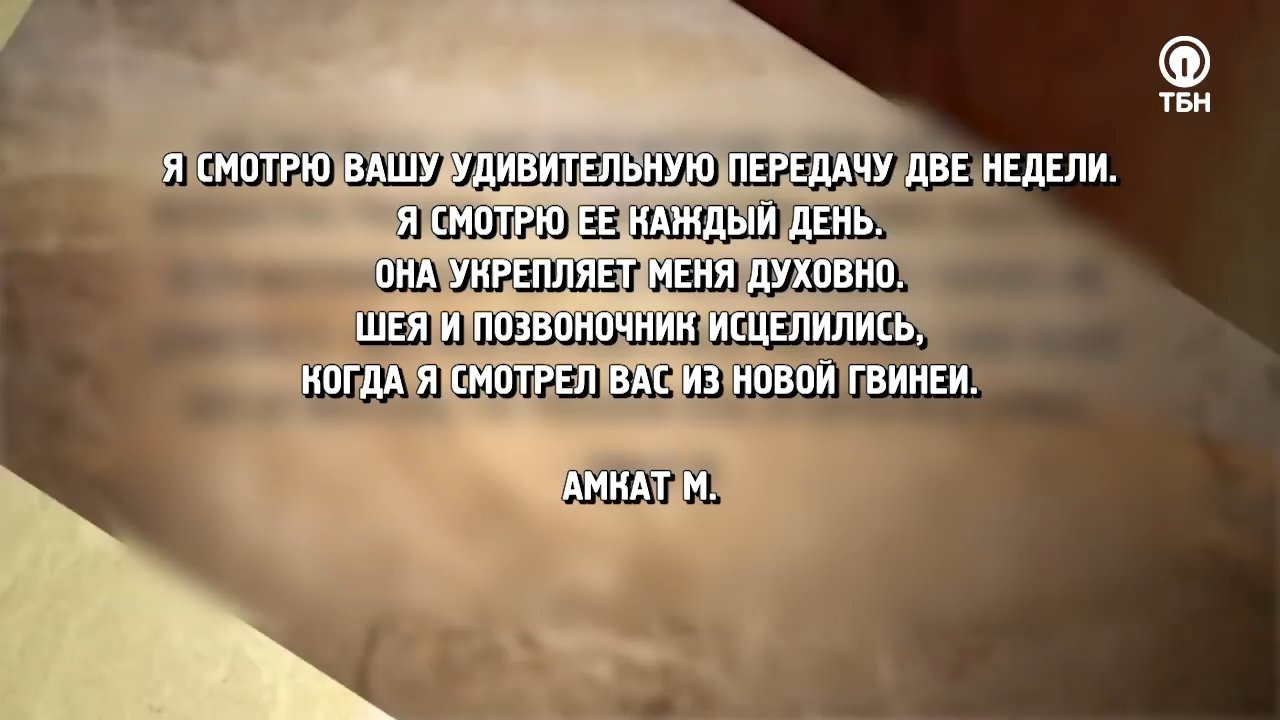 ТБН
Я СМОТРЮ ВАШУ УДИВИТЕЛЬНУЮ ПЕРЕДАЧУ ДВЕ НЕДЕЛИ.
Я СМОТРЮ ЕЕ КАЖДЫЙ ДЕНЬ.
ОНА УКРЕПЛЯЕТ МЕНЯ ДУХОВНО.
ШЕЯ И ПОЗВОНОЧНИК ИСЦЕЛИЛИСЬ,
КОГДА Я СМОТРЕЛ ВАС ИЗ НОВОЙ ГВИНЕИ.
АМКАТ М.